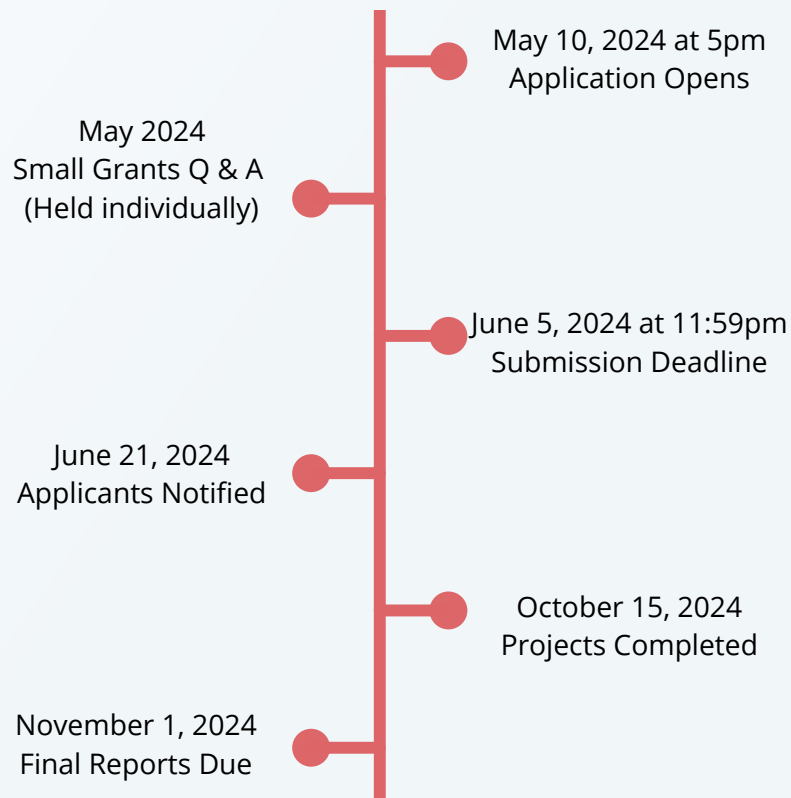 May 10, 2024 at 5pm
Application Opens
May 2024
Small Grants Q & A
(Held individually)
June 5, 2024 at 11:59pm
Submission Deadline
June 21, 2024
Applicants Notified
October 15, 2024
Projects Completed
November 1, 2024
Final Reports Due